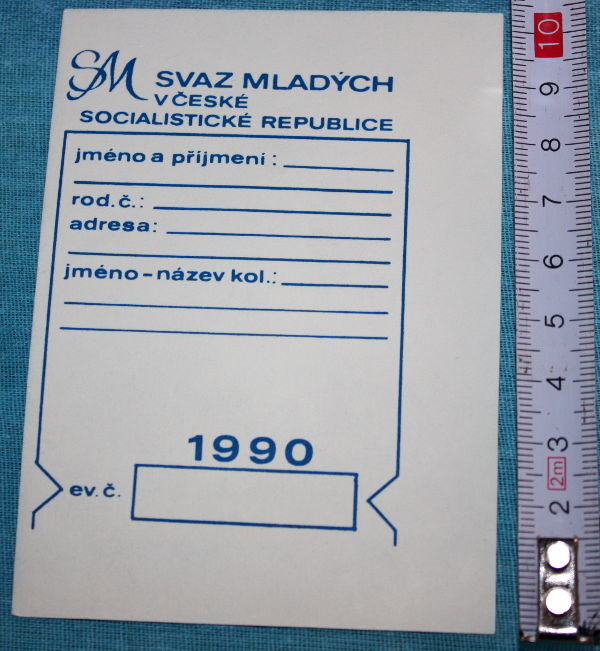 SM SVAZ MLADÝCH
V ČESKÉ
SOCIALISTICKÉ REPUBLICE
jméno a příjmení :
rod. č. :
adresa:
jméno – název kol.:
1990
ev. č.
10
9
8
7
6
5
4
3
2m
2